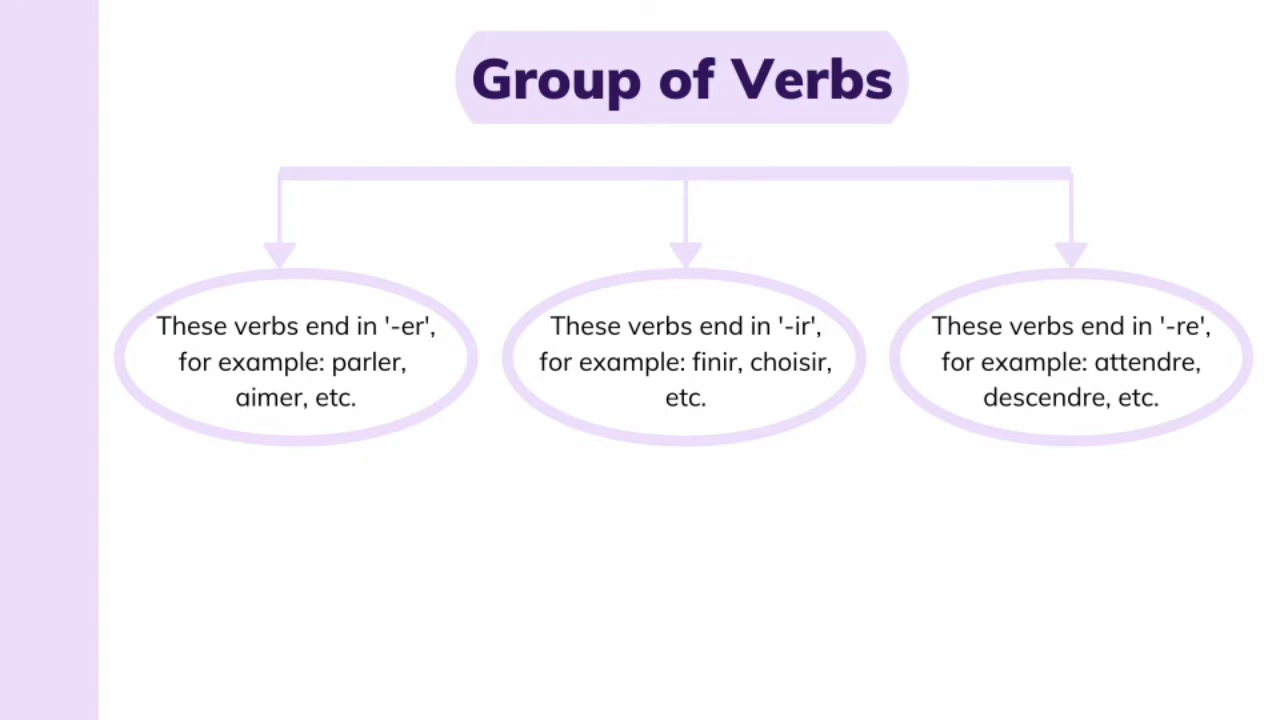 Group of Verbs
These verbs end in '-er',
for example: parler,
aimer, etc.
These verbs end in '-ir',
for example: finir, choisir,
etc.
These verbs end in '-re',
for example: attendre,
descendre, etc.